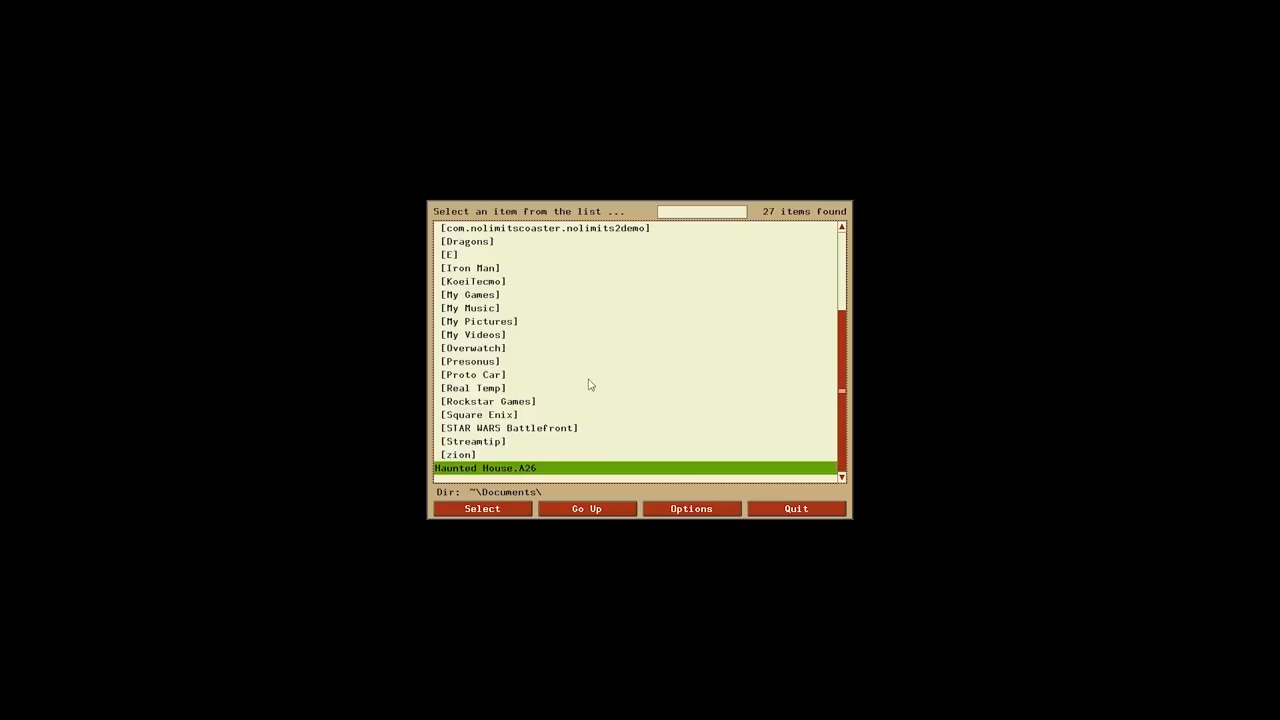 Select an item from the list ... 27 items found
[com.nolimitscoaster.nolimits2demo]
[Dragons]
[E]
[Iron Man]
[KoeiTecmo]
[My Games]
[My Music]
[My Pictures]
[My Videos]
[Overwatch]
[Presonus]
[Proto Car]
[Real Temp]
[Rockstar Games]
[Square Enix]
[STAR WARS Battlefront]
[Streamtip]
[zion]
Haunted House.A26
Dir: ~\Documents\
Select Go Up Options Quit